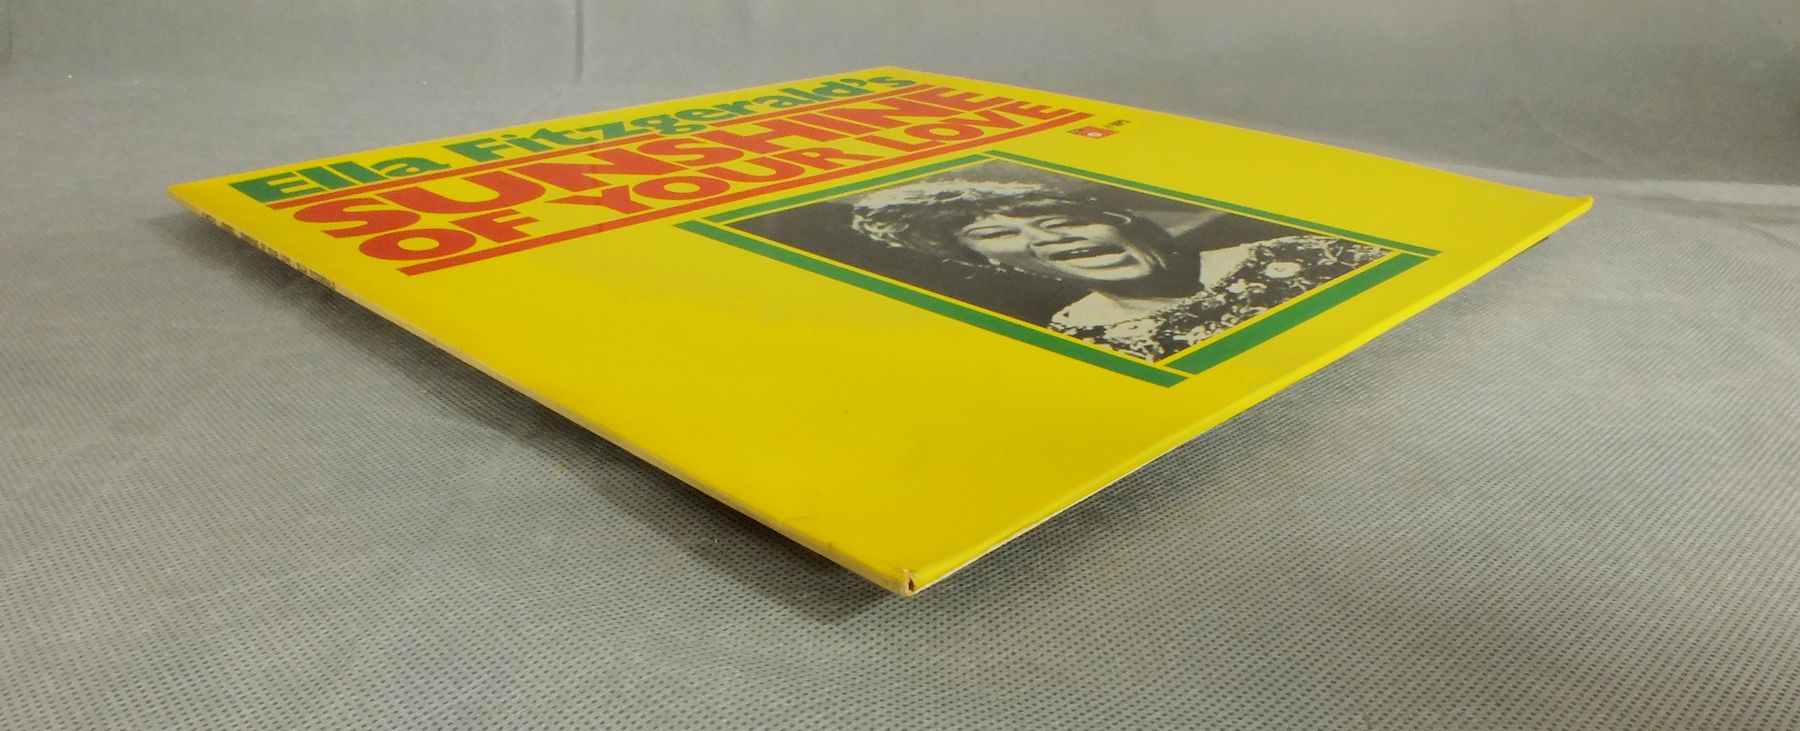 Ella Fitzgerald's
SUNSHINE
OF YOUR LOVE